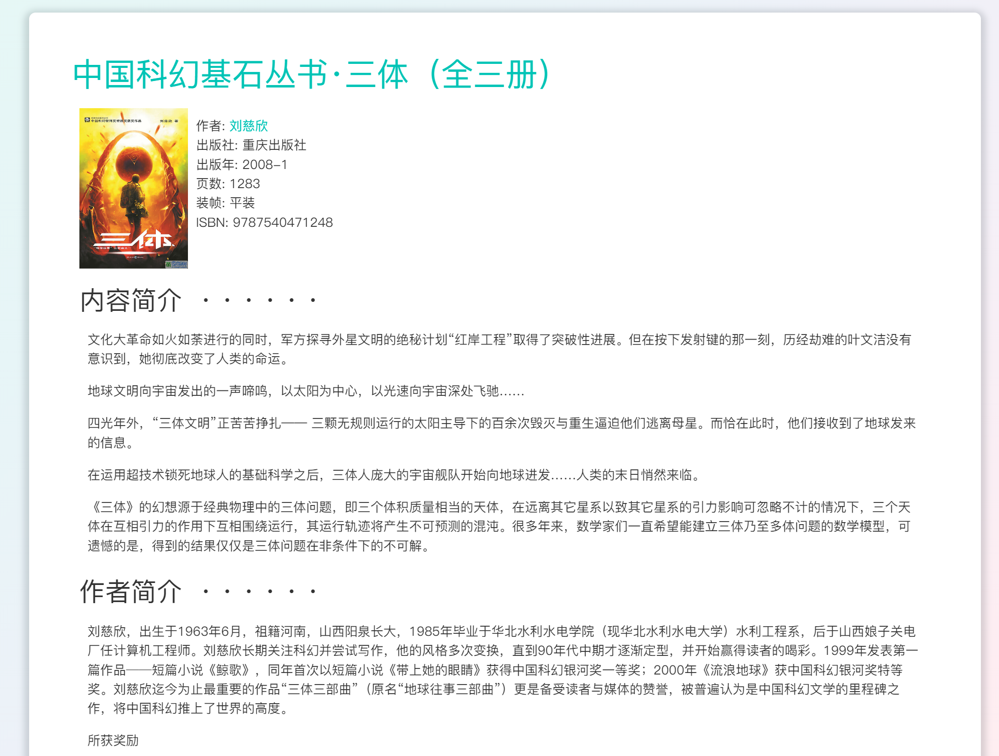 中国科幻基石丛书·三体（全三册）
中国科幻银河奖特别奖获奖作品
刘慈欣 著
三体
作者: 刘慈欣
出版社: 重庆出版社
出版年: 2008-1
页数: 1283
装帧: 平装
ISBN: 9787540471248
内容简介 · · · · · ·
文化大革命如火如荼进行的同时，军方探寻外星文明的绝秘计划“红岸工程”取得了突破性进展。但在按下发射键的那一刻，历经劫难的叶文洁没有
意识到，她彻底改变了人类的命运。
地球文明向宇宙发出的一声啼鸣，以太阳为中心，以光速向宇宙深处飞驰……
四光年外，“三体文明”正苦苦挣扎—— 三颗无规则运行的太阳主导下的百余次毁灭与重生逼迫他们逃离母星。而恰在此时，他们接收到了地球发来
的信息。
在运用超技术锁死地球人的基础科学之后，三体人庞大的宇宙舰队开始向地球进发……人类的末日悄然来临。
《三体》的幻想源于经典物理中的三体问题，即三个体积质量相当的天体，在远离其它星系以致其它星系的引力影响可忽略不计的情况下，三个天
体在互相引力的作用下互相围绕运行，其运行轨迹将产生不可预测的混沌。很多年来，数学家们一直希望能建立三体乃至多体问题的数学模型，可
遗憾的是，得到的结果仅仅是三体问题在非条件下的不可解。
作者简介 · · · · · ·
刘慈欣，出生于1963年6月，祖籍河南，山西阳泉长大，1985年毕业于华北水利水电学院（现华北水利水电大学）水利工程系，后于山西娘子关电
厂任计算机工程师。刘慈欣长期关注科幻并尝试写作，他的风格多次变换，直到90年代中期才逐渐定型，并开始赢得读者的喝彩。1999年发表第一
篇作品——短篇小说《鲸歌》，同年首次以短篇小说《带上她的眼睛》获得中国科幻银河奖一等奖；2000年《流浪地球》获中国科幻银河奖特等
奖。刘慈欣迄今为止最重要的作品“三体三部曲”（原名“地球往事三部曲”）更是备受读者与媒体的赞誉，被普遍认为是中国科幻文学的里程碑之
作，将中国科幻推上了世界的高度。
所获奖励